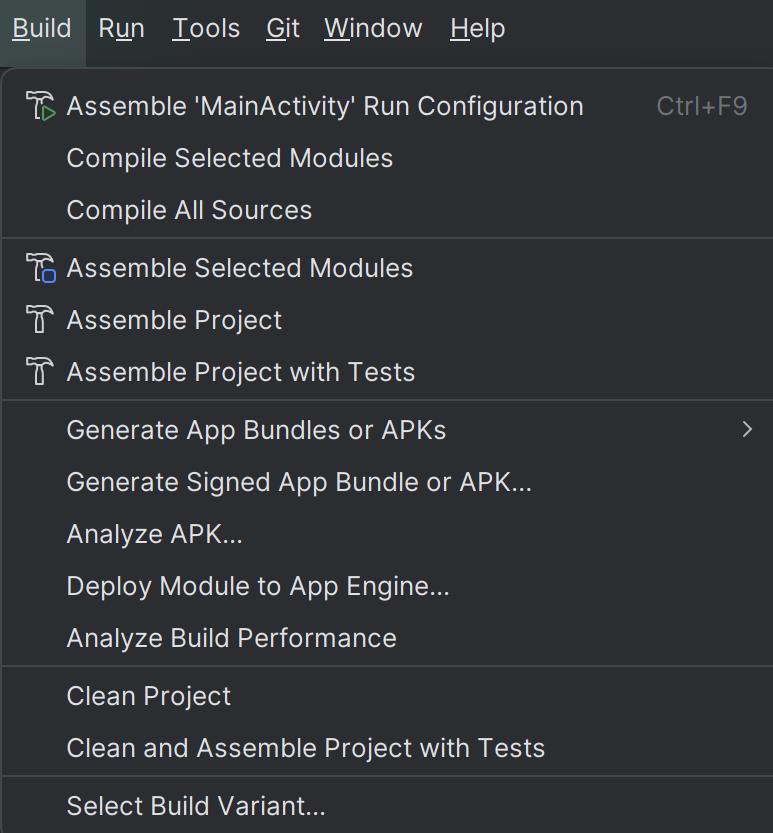 Build Run Tools Git Window Help
Assemble 'MainActivity' Run Configuration Ctrl+F9
Compile Selected Modules
Compile All Sources
Assemble Selected Modules
Assemble Project
Assemble Project with Tests
Generate App Bundles or APKs
Generate Signed App Bundle or APK...
Analyze APK...
Deploy Module to App Engine...
Analyze Build Performance
Clean Project
Clean and Assemble Project with Tests
Select Build Variant...